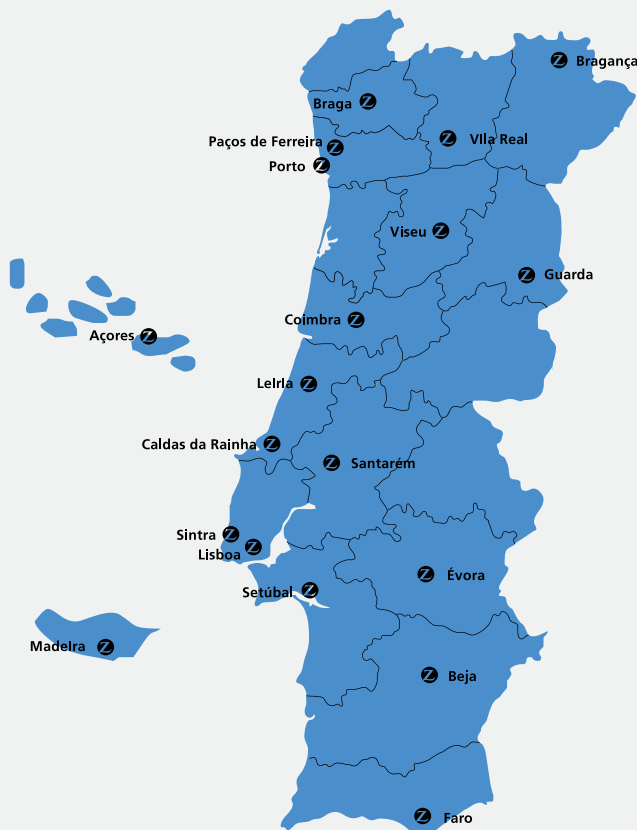 Bragança
Braga
VIla Real
Paços de Ferreira
Porto
Viseu
Guarda
Coimbra
Açores
LeIrIa
Caldas da Rainha
Santarém
Sintra
Lisboa
Évora
Setúbal
MadeIra
Beja
Faro